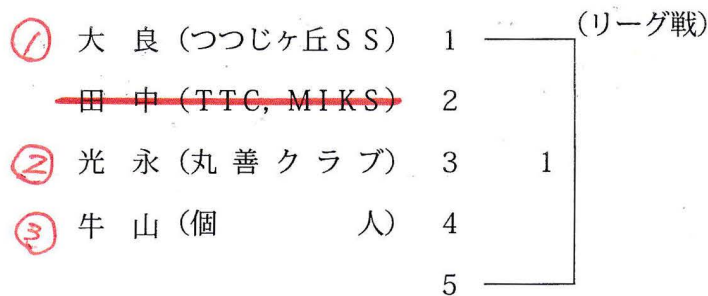 (リーグ戦)
① 大 良 (つつじヶ丘SS) 1
田 中 (TTC, MIKS) 2
② 光 永 (丸 善 ク ラ ブ) 3 1
③ 牛 山 (個 人) 4
5